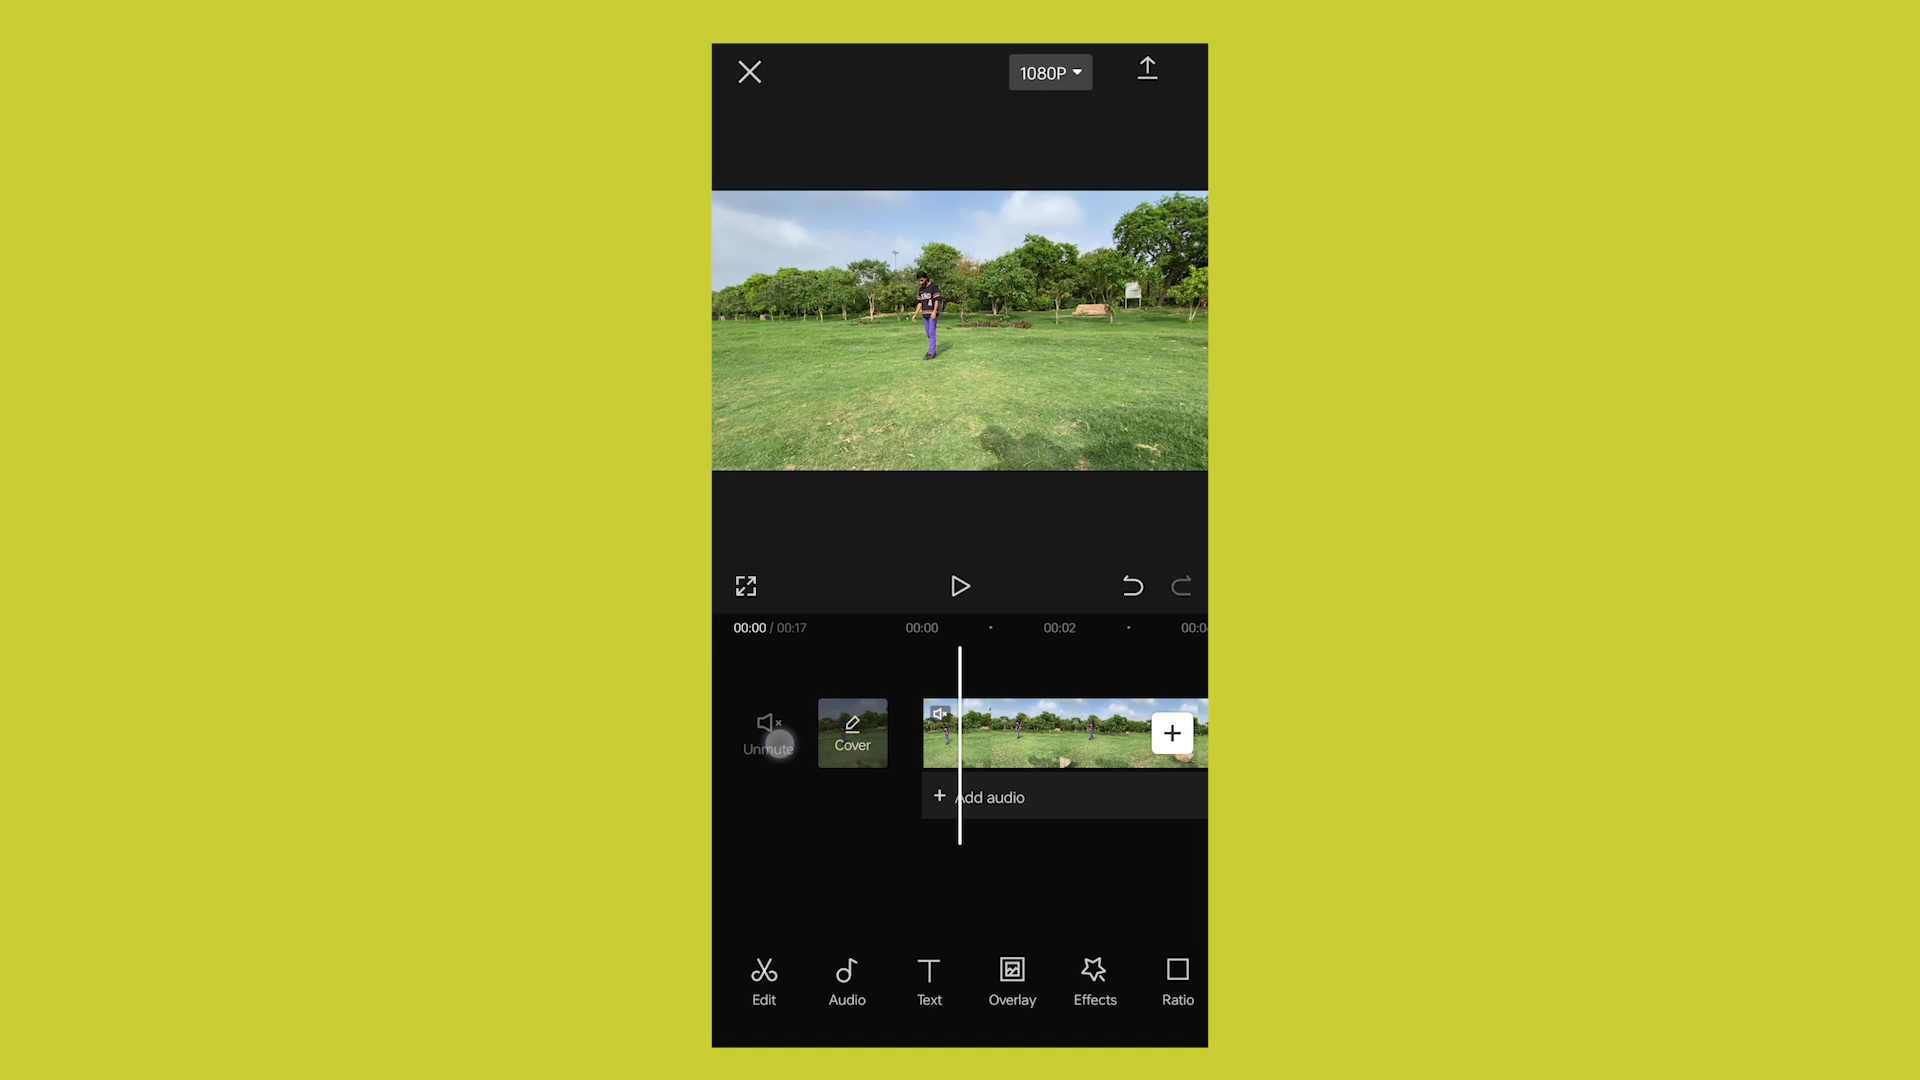 1080P
00:00 / 00:17
00:00
00:02
Unmute
Cover
Add audio
Edit
Audio
Text
Overlay
Effects
Ratio